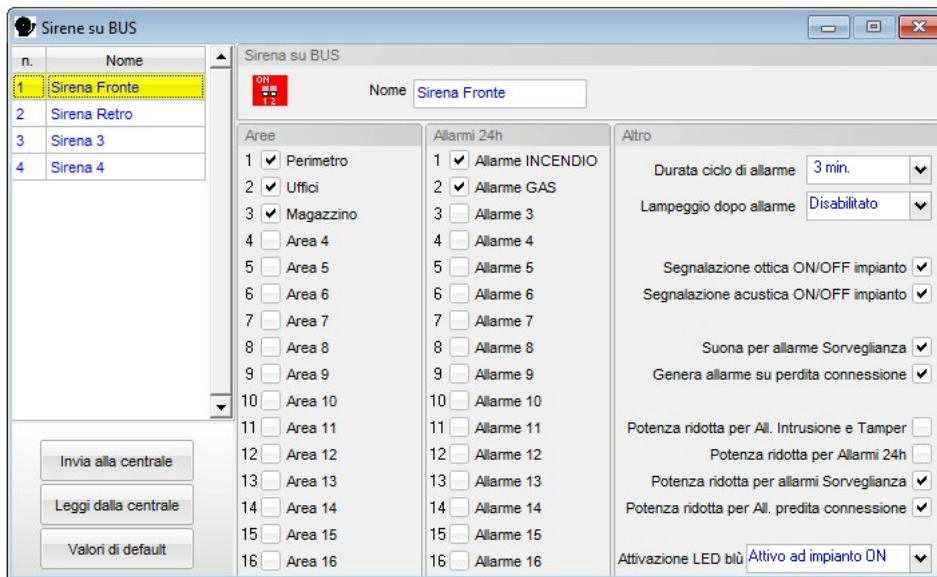 Sirene su BUS
n. Nome
1 Sirena Fronte
2 Sirena Retro
3 Sirena 3
4 Sirena 4
Invia alla centrale
Leggi dalla centrale
Valori di default
Sirena su BUS
ON
1 2
Nome Sirena Fronte
Aree
1 Perimetro
2 Uffici
3 Magazzino
4 Area 4
5 Area 5
6 Area 6
7 Area 7
8 Area 8
9 Area 9
10 Area 10
11 Area 11
12 Area 12
13 Area 13
14 Area 14
15 Area 15
16 Area 16
Allarmi 24h
1 Allarme INCENDIO
2 Allarme GAS
3 Allarme 3
4 Allarme 4
5 Allarme 5
6 Allarme 6
7 Allarme 7
8 Allarme 8
9 Allarme 9
10 Allarme 10
11 Allarme 11
12 Allarme 12
13 Allarme 13
14 Allarme 14
15 Allarme 15
16 Allarme 16
Altro
Durata ciclo di allarme 3 min.
Lampeggio dopo allarme Disabilitato
Segnalazione ottica ON/OFF impianto
Segnalazione acustica ON/OFF impianto
Suona per allarme Sorveglianza
Genera allarme su perdita connessione
Potenza ridotta per All. Intrusione e Tamper
Potenza ridotta per Allarmi 24h
Potenza ridotta per allarmi Sorveglianza
Potenza ridotta per All. predita connessione
Attivazione LED blù Attivo ad impianto ON